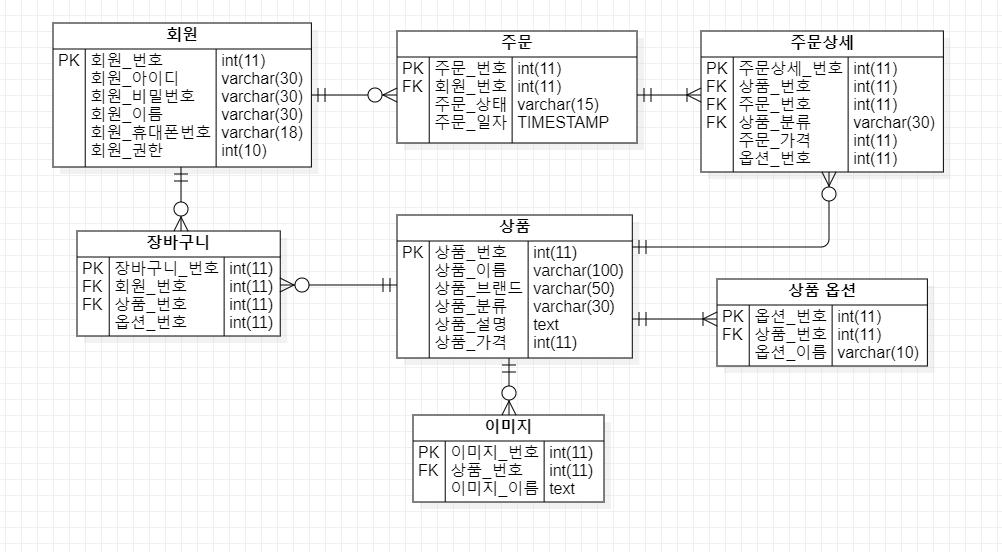 회원
PK 회원_번호 int(11)
회원_아이디 varchar(30)
회원_비밀번호 varchar(30)
회원_이름 varchar(30)
회원_휴대폰번호 varchar(18)
회원_권한 int(10)
주문
PK 주문_번호 int(11)
FK 회원_번호 int(11)
주문_상태 varchar(15)
주문_일자 TIMESTAMP
주문상세
PK 주문상세_번호 int(11)
FK 상품_번호 int(11)
FK 주문_번호 int(11)
FK 상품_분류 varchar(30)
주문_가격 int(11)
옵션_번호 int(11)
장바구니
PK 장바구니_번호 int(11)
FK 회원_번호 int(11)
FK 상품_번호 int(11)
옵션_번호 int(11)
상품
PK 상품_번호 int(11)
상품_이름 varchar(100)
상품_브랜드 varchar(50)
상품_분류 varchar(30)
상품_설명 text
상품_가격 int(11)
상품 옵션
PK 옵션_번호 int(11)
FK 상품_번호 int(11)
옵션_이름 varchar(10)
이미지
PK 이미지_번호 int(11)
FK 상품_번호 int(11)
이미지_이름 text